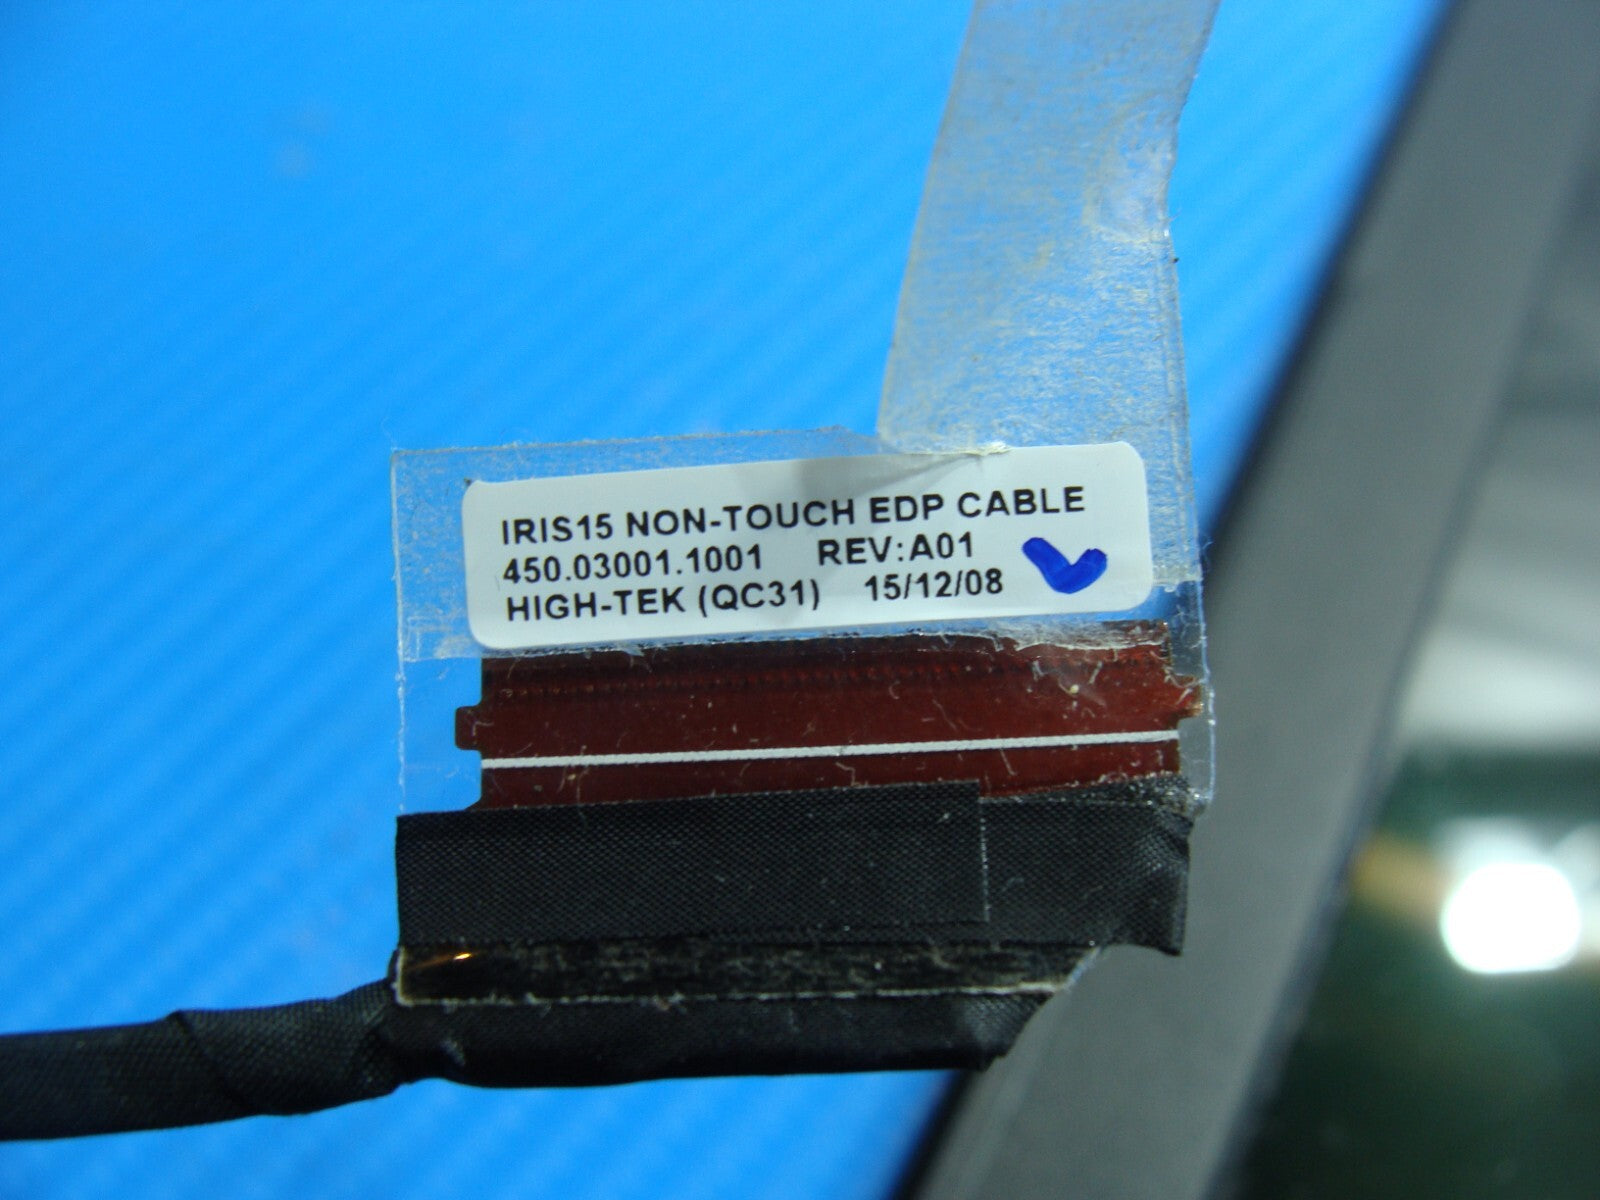 IRIS15 NON-TOUCH EDP CABLE
450.03001.1001 REV:A01
HIGH-TEK (QC31) 15/12/08